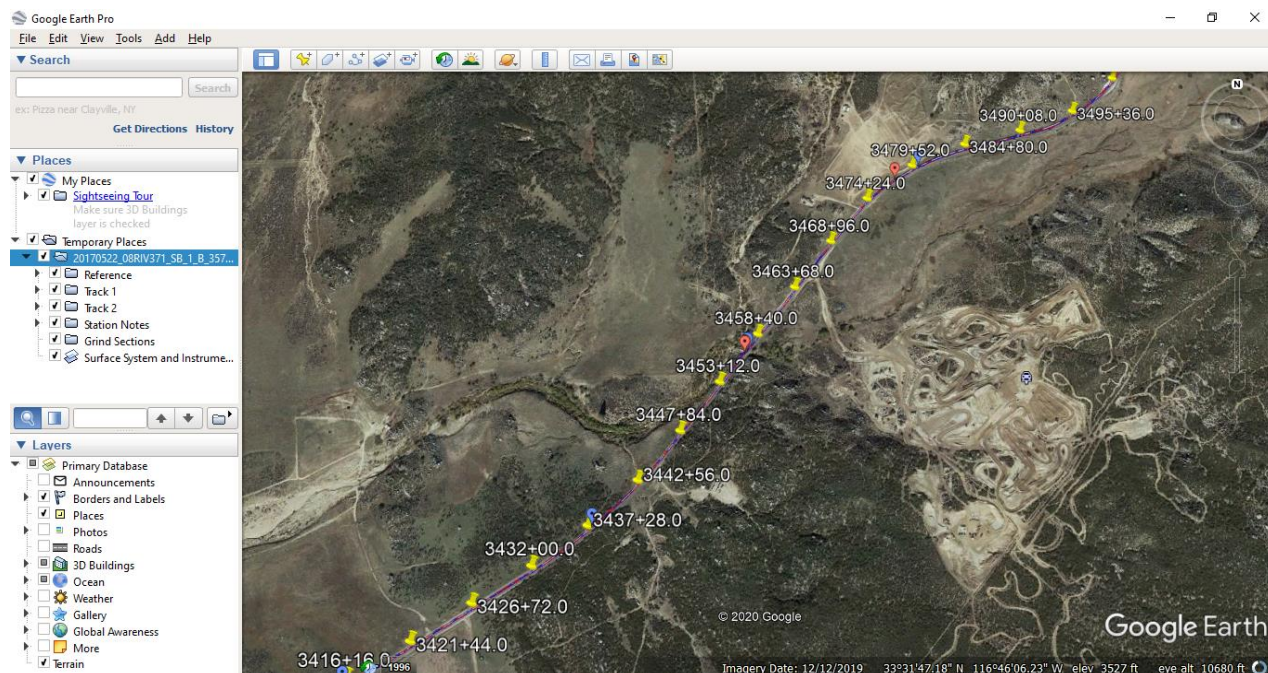 Google Earth Pro
File Edit View Tools Add Help
Search
Search
ex: Pizza near Clayville, NY
Get Directions History
Places
My Places
Sightseeing Tour
Make sure 3D Buildings
layer is checked
Temporary Places
20170522_08RIV371_SB_1_B_357...
Reference
Track 1
Track 2
Station Notes
Grind Sections
Surface System and Instrume...
Layers
Primary Database
Announcements
Borders and Labels
Places
Photos
Roads
3D Buildings
Ocean
Weather
Gallery
Global Awareness
More
Terrain
N
3490+08.0
3495+36.0
3479+52.0
3484+80.0
3474+24.0
3468+96.0
3463+68.0
3458+40.0
3453+12.0
3447+84.0
3442+56.0
3437+28.0
3432+00.0
3426+72.0
3421+44.0
3416+16.0
1996
© 2020 Google
Google Earth
Imagery Date: 12/12/2019 33°31'47.18" N 116°46'06.23" W elev 3527 ft eye alt 10680 ft